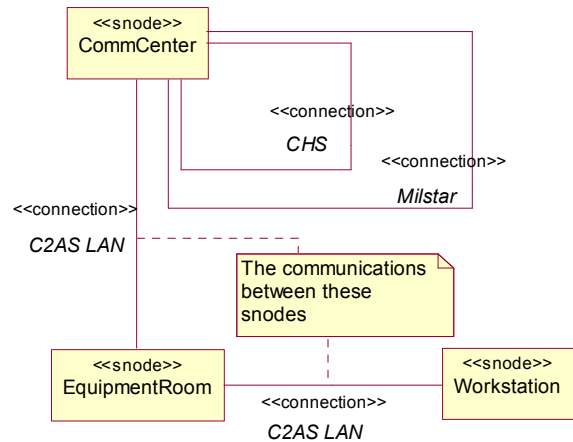 <<snode>>
CommCenter
<<connection>>
CHS
<<connection>>
Milstar
<<connection>>
C2AS LAN
The communications
between these
snodes
<<snode>>
EquipmentRoom
<<snode>>
Workstation
<<connection>>
C2AS LAN